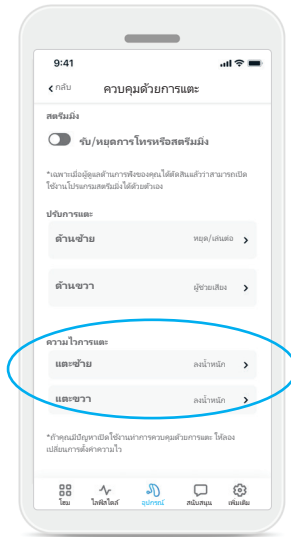 9:41
กลับ ควบคุมด้วยการแตะ
สตรีมมิ่ง
รับ/หยุดการโทรหรือสตรีมมิ่ง
*เฉพาะเมื่อผู้ดูแลด้านการฟังของคุณได้ตัดสินแล้วว่าสามารถเปิด
ใช้งานโปรแกรมสตรีมมิ่งได้ด้วยตัวเอง
ปรับการแตะ
ด้านซ้าย หยุด/เล่นต่อ
ด้านขวา ผู้ช่วยเสียง
ความไวการแตะ
แตะซ้าย ลงน้ำหนัก
แตะขวา ลงน้ำหนัก
*ถ้าคุณมีปัญหาเปิดใช้งานท่าการควบคุมด้วยการแตะ ให้ลอง
เปลี่ยนการตั้งค่าความไว
โฮม ไลฟ์สไตล์ อุปกรณ์ สนับสนุน เพิ่มเติม